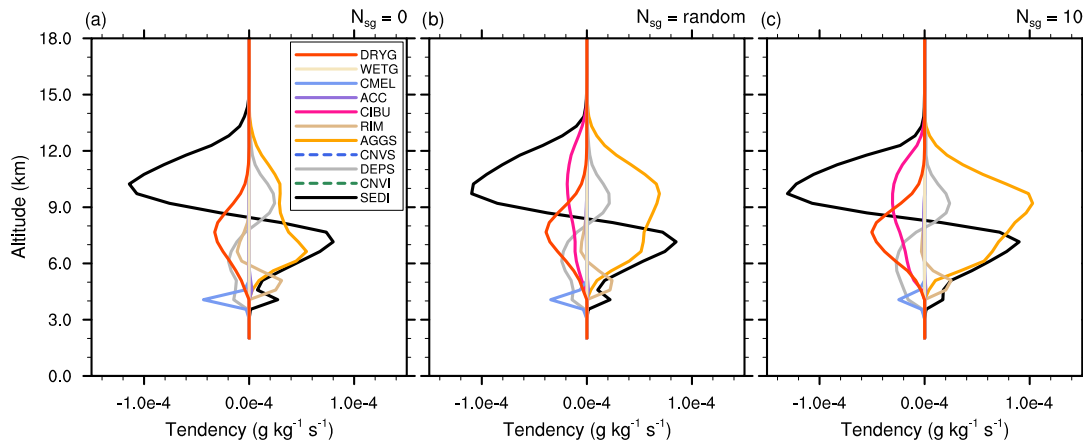 (a) N_sg = 0
(b) N_sg = random
(c) N_sg = 10
Altitude (km)
18.0
15.0
12.0
9.0
6.0
3.0
0.0
DRYG
WETG
CMEL
ACC
CIBU
RIM
AGGS
CNVS
DEPS
CNVI
SEDI
-1.0e-4 0.0e-4 1.0e-4
-1.0e-4 0.0e-4 1.0e-4
-1.0e-4 0.0e-4 1.0e-4
Tendency (g kg⁻¹ s⁻¹)
Tendency (g kg⁻¹ s⁻¹)
Tendency (g kg⁻¹ s⁻¹)